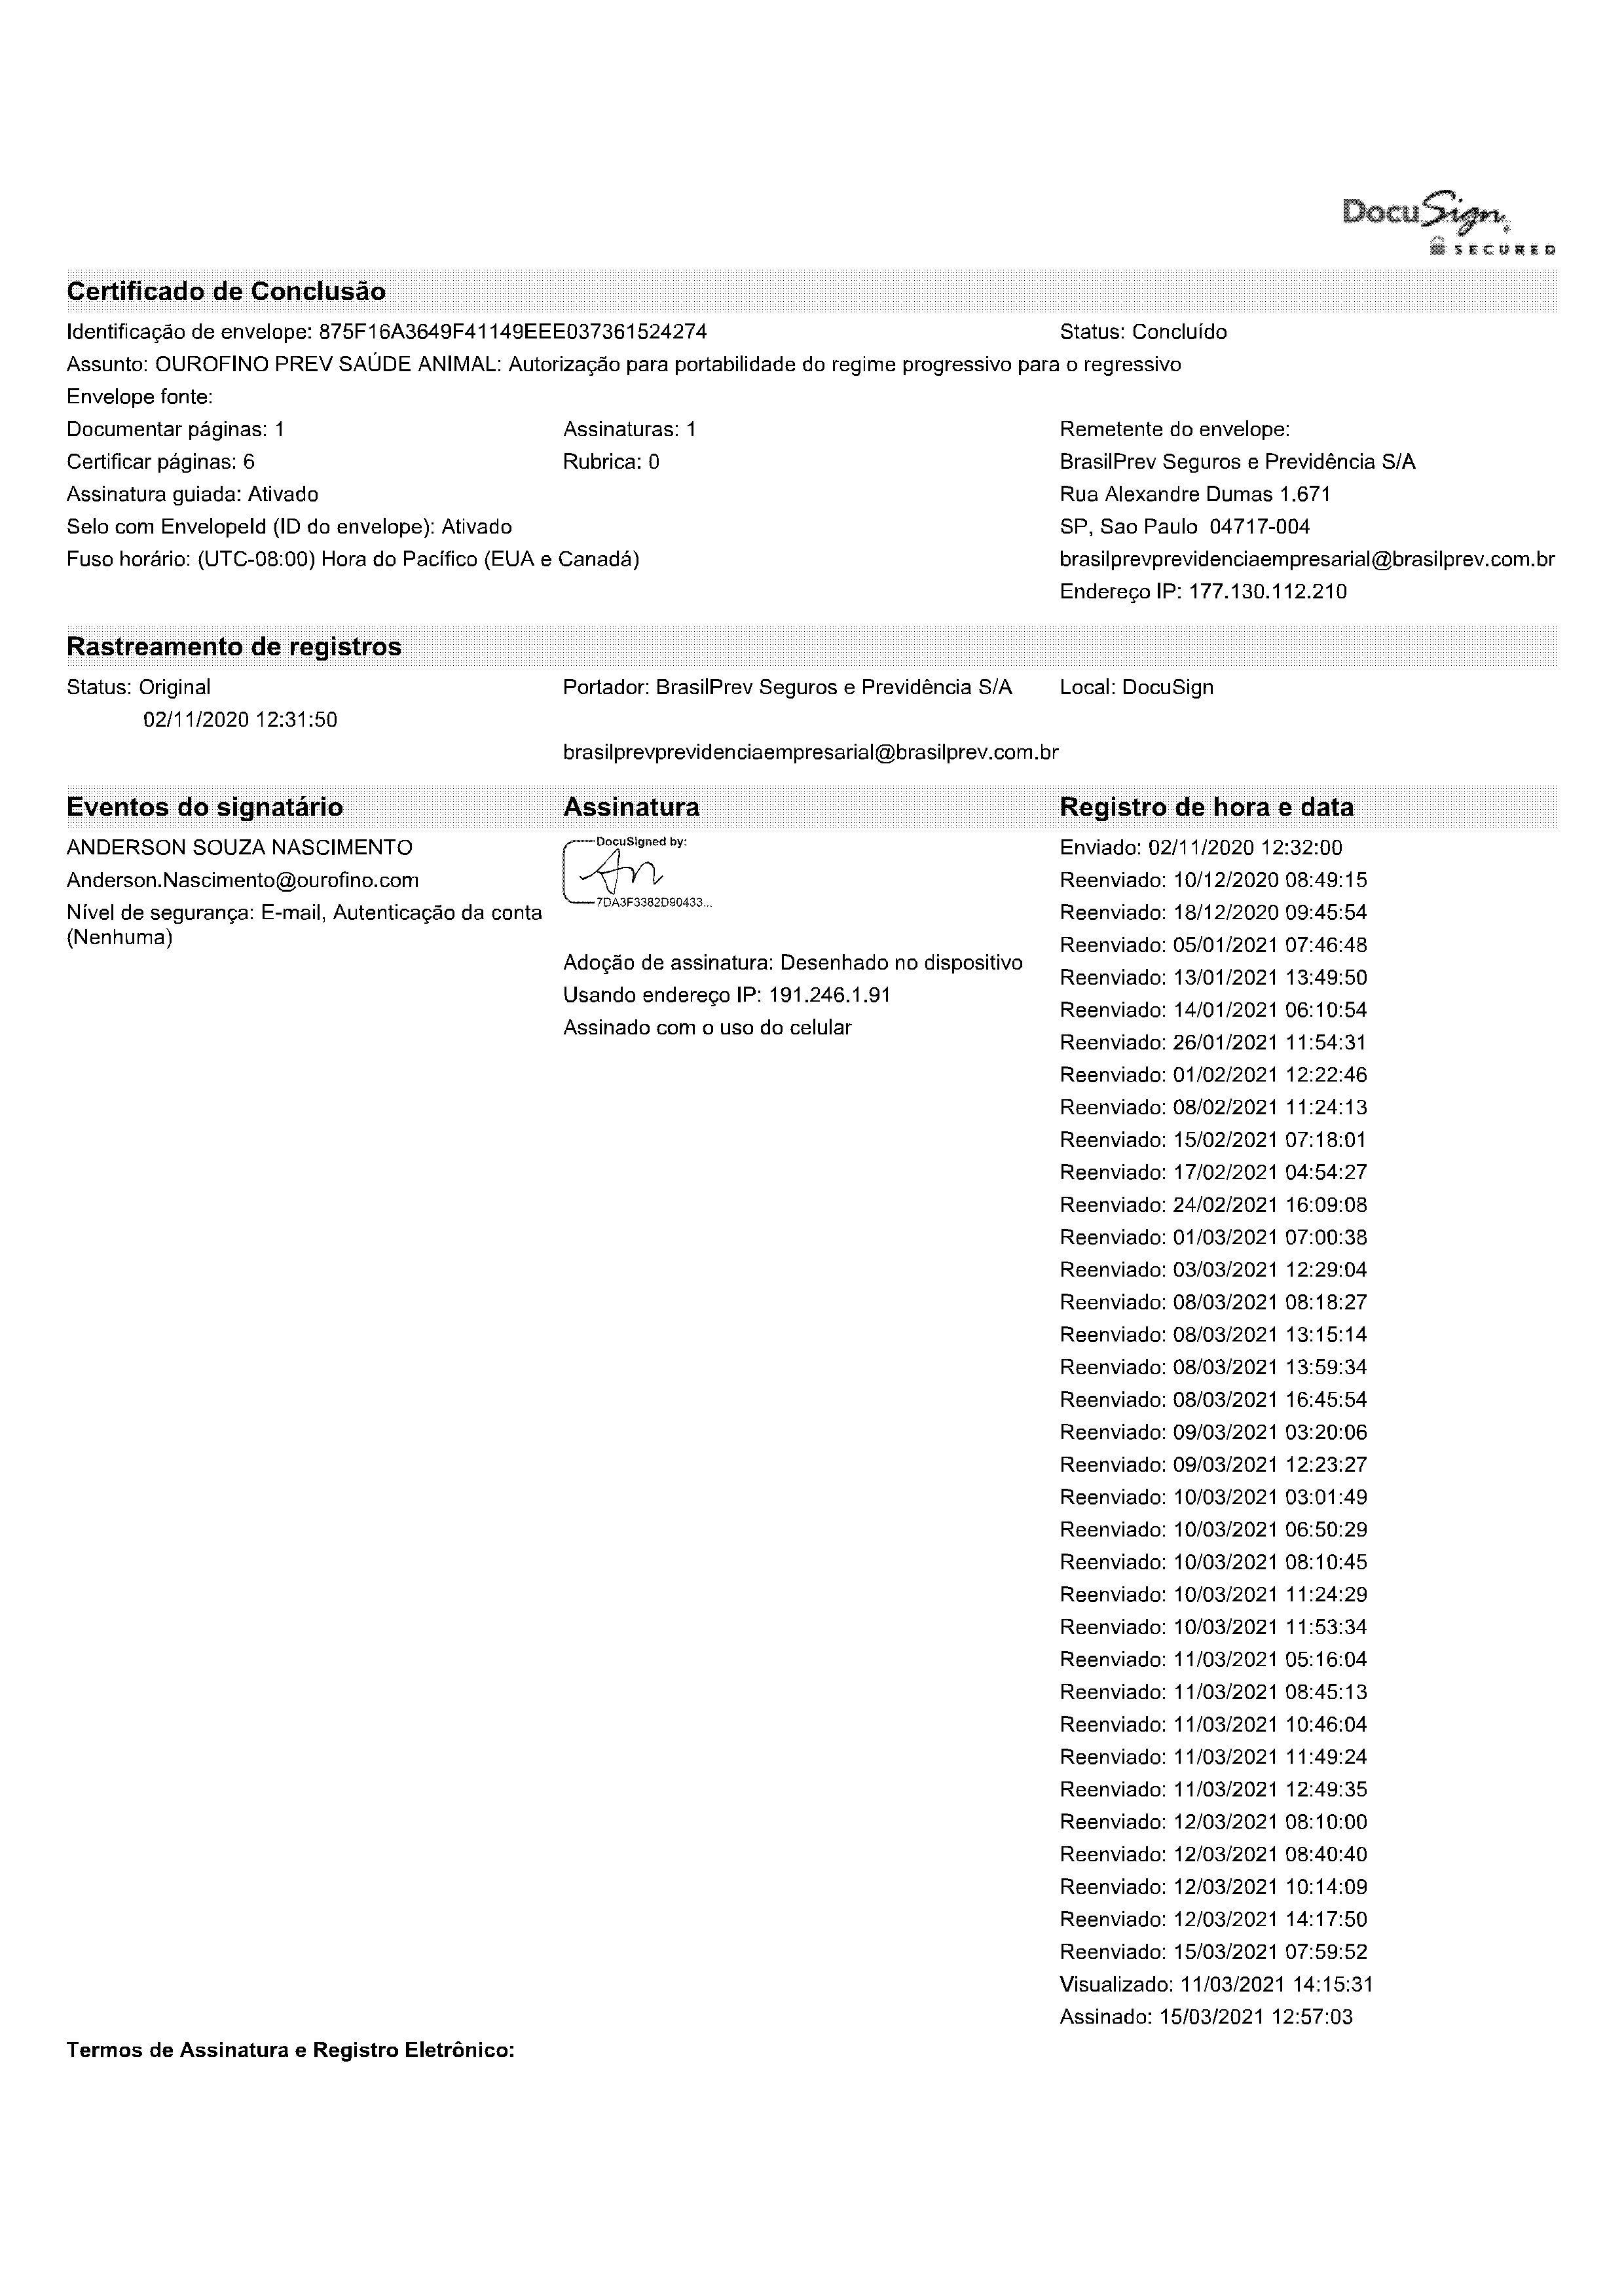 DocuSign
SECURED
Certificado de Conclusão
Identificação de envelope: 875F16A3649F41149EEE037361524274
Status: Concluído
Assunto: OUROFINO PREV SAÚDE ANIMAL: Autorização para portabilidade do regime progressivo para o regressivo
Envelope fonte:
Documentar páginas: 1
Assinaturas: 1
Remetente do envelope:
Certificar páginas: 6
Rubrica: 0
BrasilPrev Seguros e Previdência S/A
Assinatura guiada: Ativado
Rua Alexandre Dumas 1.671
Selo com EnvelopeId (ID do envelope): Ativado
SP, Sao Paulo  04717-004
Fuso horário: (UTC-08:00) Hora do Pacífico (EUA e Canadá)
brasilprevprevidenciaempresarial@brasilprev.com.br
Endereço IP: 177.130.112.210
Rastreamento de registros
Status: Original
Portador: BrasilPrev Seguros e Previdência S/A
Local: DocuSign
02/11/2020 12:31:50
brasilprevprevidenciaempresarial@brasilprev.com.br
Eventos do signatário
Assinatura
Registro de hora e data
ANDERSON SOUZA NASCIMENTO
Anderson.Nascimento@ourofino.com
Nível de segurança: E-mail, Autenticação da conta
(Nenhuma)
DocuSigned by:
7DA3F3382D90433...
Adoção de assinatura: Desenhado no dispositivo
Usando endereço IP: 191.246.1.91
Assinado com o uso do celular
Enviado: 02/11/2020 12:32:00
Reenviado: 10/12/2020 08:49:15
Reenviado: 18/12/2020 09:45:54
Reenviado: 05/01/2021 07:46:48
Reenviado: 13/01/2021 13:49:50
Reenviado: 14/01/2021 06:10:54
Reenviado: 26/01/2021 11:54:31
Reenviado: 01/02/2021 12:22:46
Reenviado: 08/02/2021 11:24:13
Reenviado: 15/02/2021 07:18:01
Reenviado: 17/02/2021 04:54:27
Reenviado: 24/02/2021 16:09:08
Reenviado: 01/03/2021 07:00:38
Reenviado: 03/03/2021 12:29:04
Reenviado: 08/03/2021 08:18:27
Reenviado: 08/03/2021 13:15:14
Reenviado: 08/03/2021 13:59:34
Reenviado: 08/03/2021 16:45:54
Reenviado: 09/03/2021 03:20:06
Reenviado: 09/03/2021 12:23:27
Reenviado: 10/03/2021 03:01:49
Reenviado: 10/03/2021 06:50:29
Reenviado: 10/03/2021 08:10:45
Reenviado: 10/03/2021 11:24:29
Reenviado: 10/03/2021 11:53:34
Reenviado: 11/03/2021 05:16:04
Reenviado: 11/03/2021 08:45:13
Reenviado: 11/03/2021 10:46:04
Reenviado: 11/03/2021 11:49:24
Reenviado: 11/03/2021 12:49:35
Reenviado: 12/03/2021 08:10:00
Reenviado: 12/03/2021 08:40:40
Reenviado: 12/03/2021 10:14:09
Reenviado: 12/03/2021 14:17:50
Reenviado: 15/03/2021 07:59:52
Visualizado: 11/03/2021 14:15:31
Assinado: 15/03/2021 12:57:03
Termos de Assinatura e Registro Eletrônico: